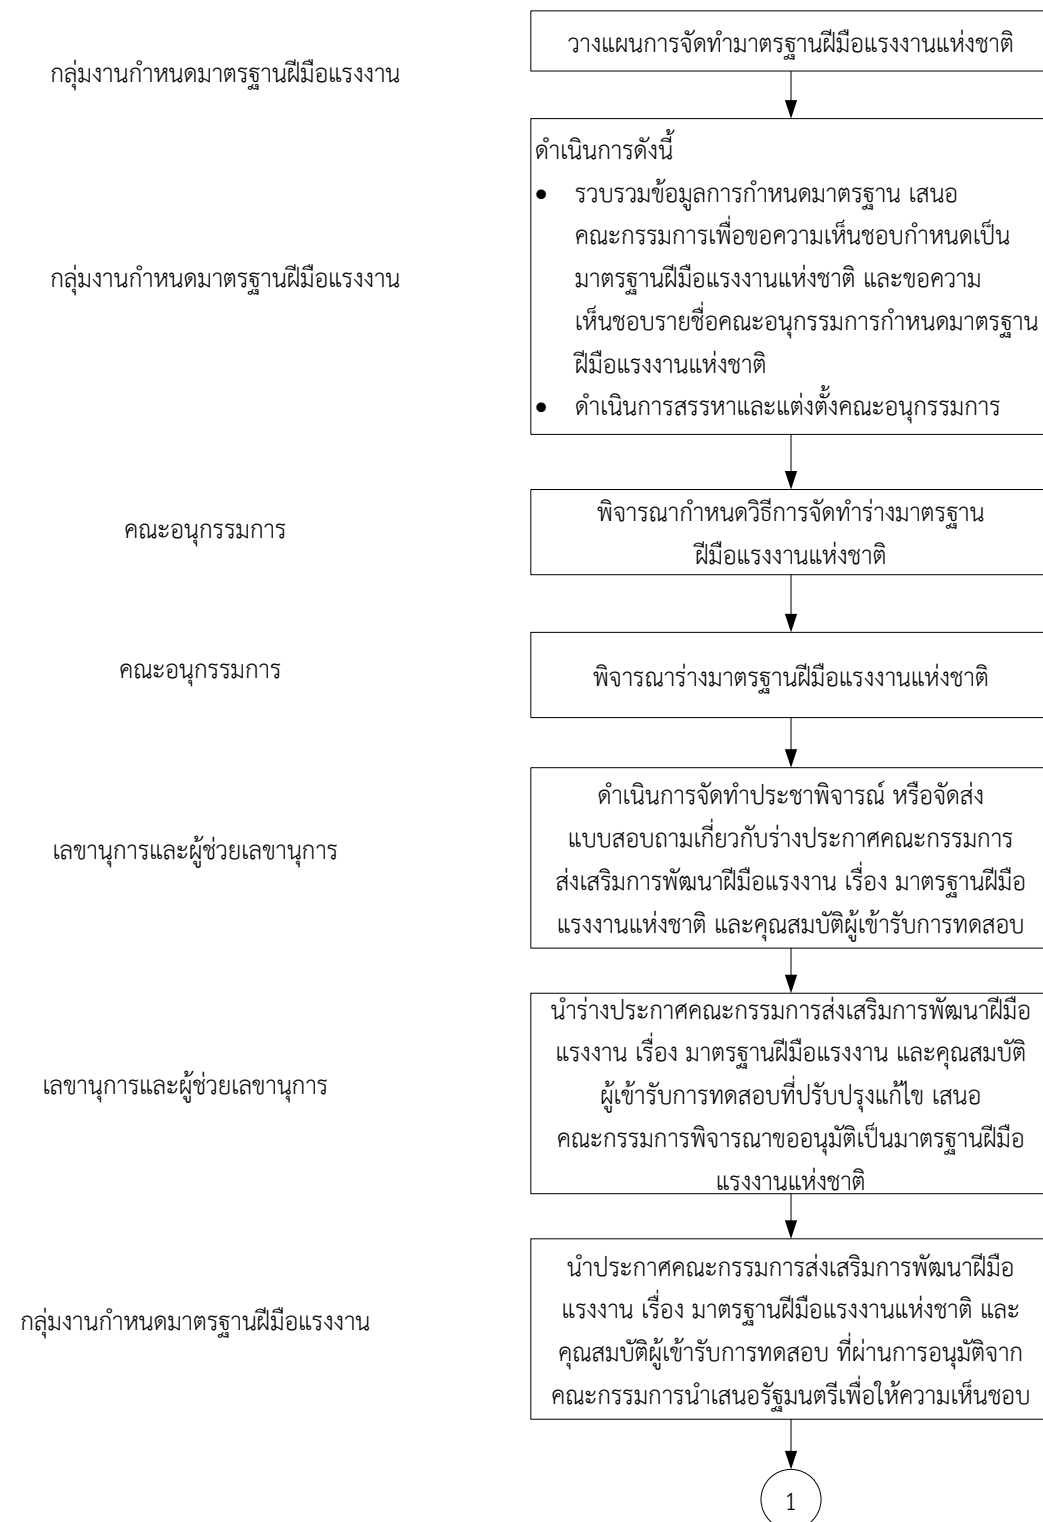 วางแผนการจัดทำมาตรฐานฝีมือแรงงานแห่งชาติ
กลุ่มงานกำหนดมาตรฐานฝีมือแรงงาน
ดำเนินการดังนี้
• รวบรวมข้อมูลการกำหนดมาตรฐาน เสนอ
คณะกรรมการเพื่อขอความเห็นชอบกำหนดเป็น
มาตรฐานฝีมือแรงงานแห่งชาติ และขอความ
เห็นชอบรายชื่อคณะอนุกรรมการกำหนดมาตรฐาน
ฝีมือแรงงานแห่งชาติ
• ดำเนินการสรรหาและแต่งตั้งคณะอนุกรรมการ
กลุ่มงานกำหนดมาตรฐานฝีมือแรงงาน
คณะอนุกรรมการ
พิจารณากำหนดวิธีการจัดทำร่างมาตรฐาน
ฝีมือแรงงานแห่งชาติ
คณะอนุกรรมการ
พิจารณาร่างมาตรฐานฝีมือแรงงานแห่งชาติ
เลขานุการและผู้ช่วยเลขานุการ
ดำเนินการจัดทำประชาพิจารณ์ หรือจัดส่ง
แบบสอบถามเกี่ยวกับร่างประกาศคณะกรรมการ
ส่งเสริมการพัฒนาฝีมือแรงงาน เรื่อง มาตรฐานฝีมือ
แรงงานแห่งชาติ และคุณสมบัติผู้เข้ารับการทดสอบ
เลขานุการและผู้ช่วยเลขานุการ
นำร่างประกาศคณะกรรมการส่งเสริมการพัฒนาฝีมือ
แรงงาน เรื่อง มาตรฐานฝีมือแรงงาน และคุณสมบัติ
ผู้เข้ารับการทดสอบที่ปรับปรุงแก้ไข เสนอ
คณะกรรมการพิจารณาขออนุมัติเป็นมาตรฐานฝีมือ
แรงงานแห่งชาติ
กลุ่มงานกำหนดมาตรฐานฝีมือแรงงาน
นำประกาศคณะกรรมการส่งเสริมการพัฒนาฝีมือ
แรงงาน เรื่อง มาตรฐานฝีมือแรงงานแห่งชาติ และ
คุณสมบัติผู้เข้ารับการทดสอบ ที่ผ่านการอนุมัติจาก
คณะกรรมการนำเสนอรัฐมนตรีเพื่อให้ความเห็นชอบ
1